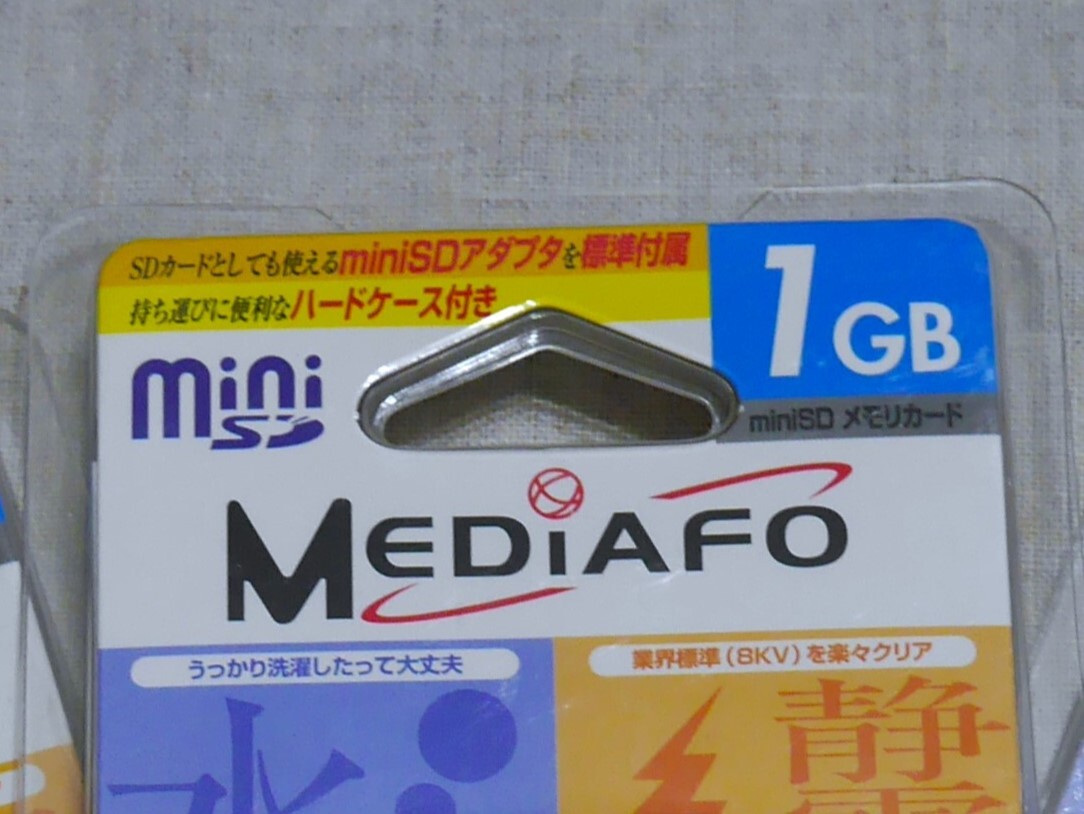 SDカードとしても使えるminiSDアダプタを標準付属
持ち運びに便利なハードケース付き
1GB
mini
SD
miniSD メモリカード
MEDiAFO
うっかり洗濯したって大丈夫
業界標準(8KV)を楽々クリア
水
静